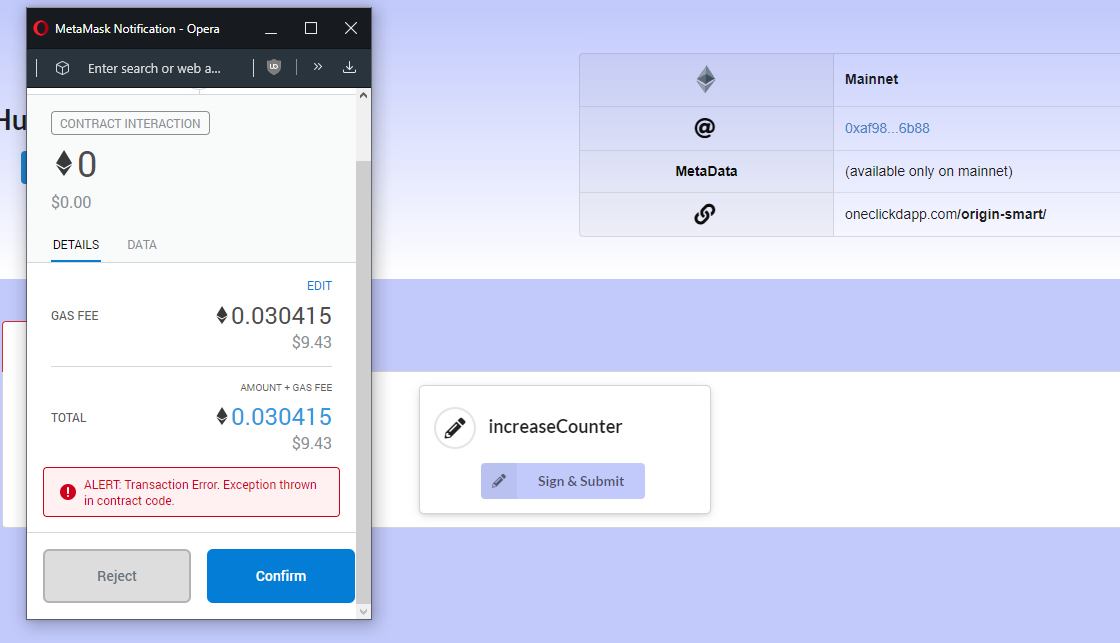 MetaMask Notification - Opera
Enter search or web a...
CONTRACT INTERACTION
0
$0.00
DETAILS DATA
EDIT
GAS FEE 0.030415
$9.43
AMOUNT + GAS FEE
TOTAL 0.030415
$9.43
ALERT: Transaction Error. Exception thrown
in contract code.
Reject Confirm
Hu
Mainnet
@ 0xaf98...6b88
MetaData (available only on mainnet)
oneclickdapp.com/origin-smart/
increaseCounter
Sign & Submit